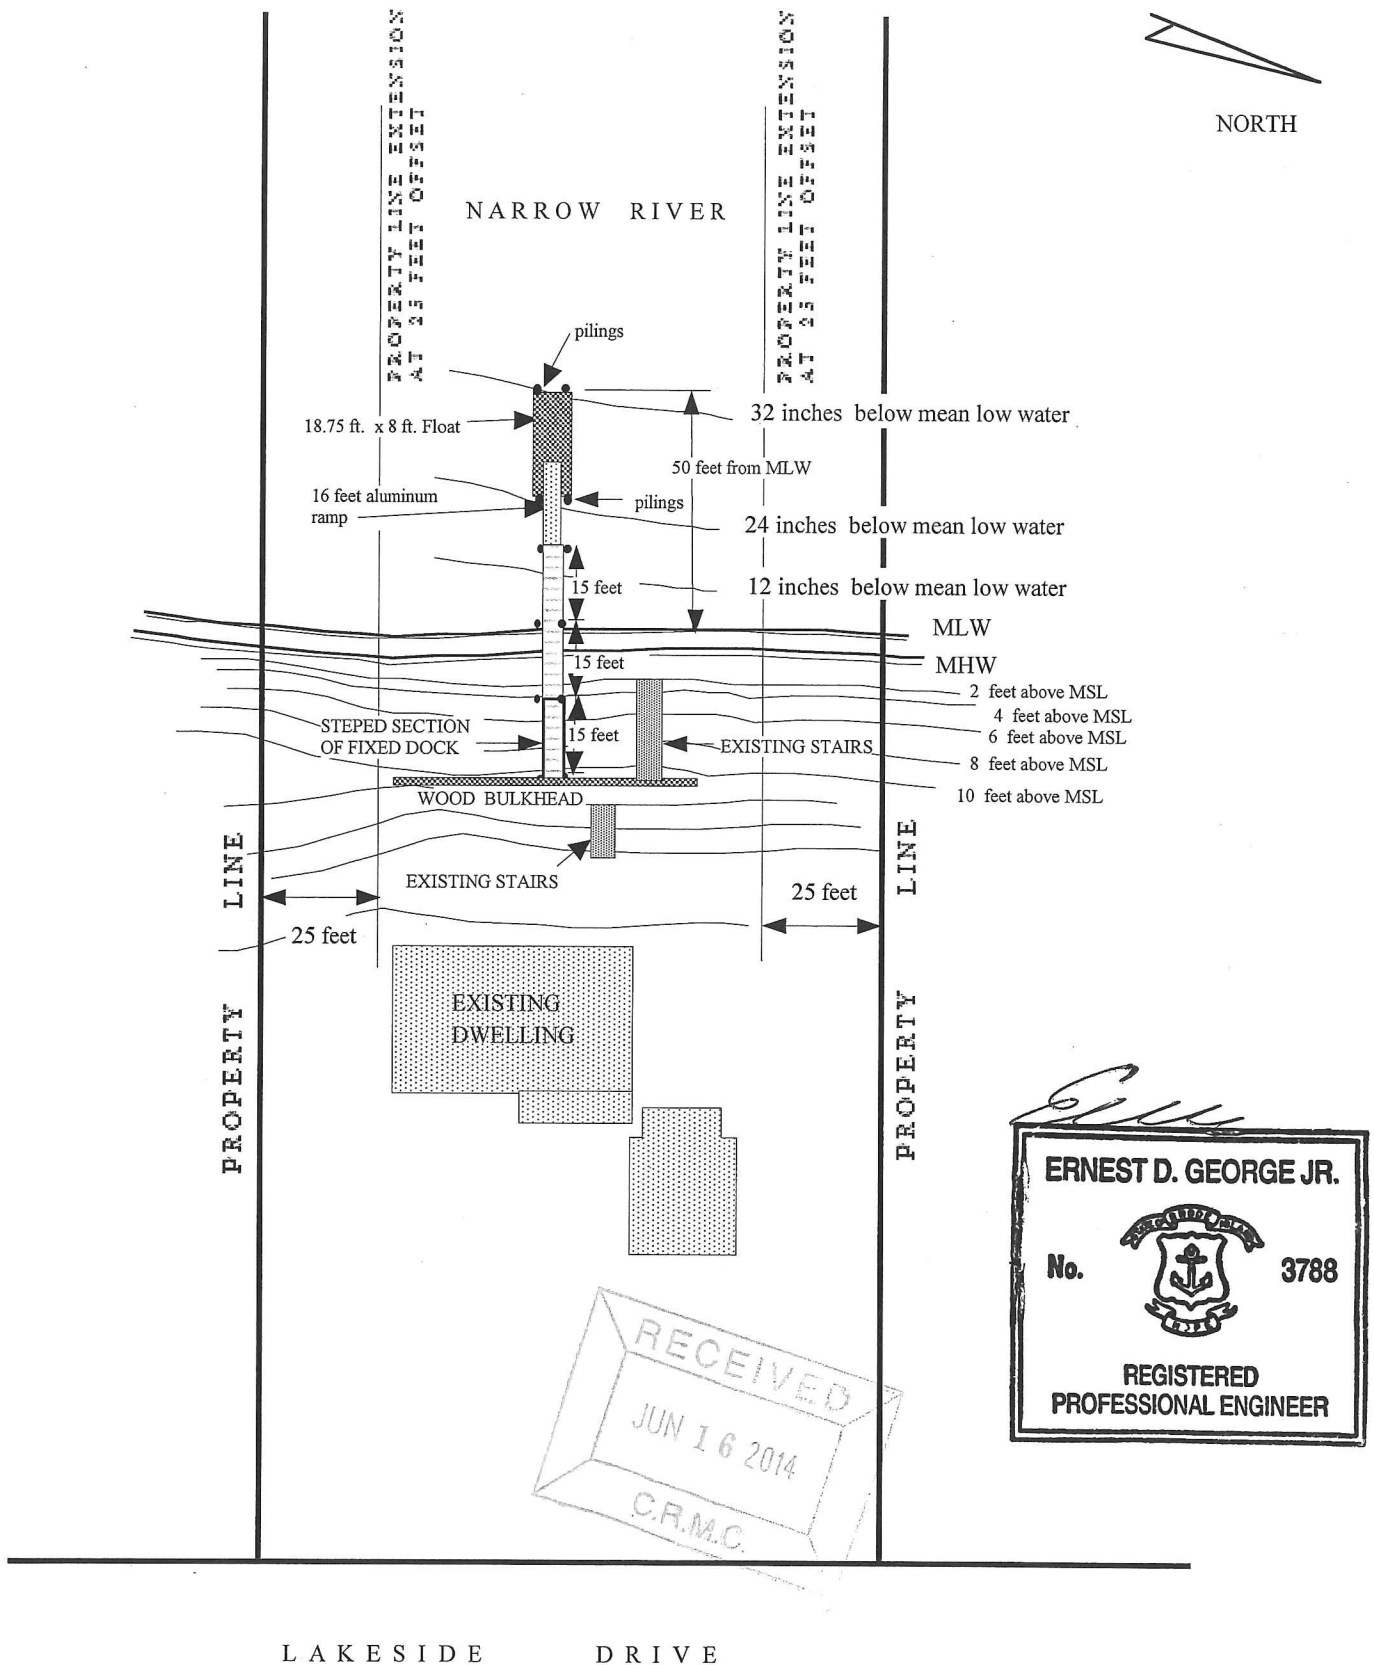 PROPERTY LINE EXTENSION
AT 25 FEET OFFSET
PROPERTY LINE EXTENSION
AT 25 FEET OFFSET
NORTH
NARROW RIVER
pilings
32 inches below mean low water
18.75 ft. x 8 ft. Float
50 feet from MLW
16 feet aluminum
ramp
pilings
24 inches below mean low water
15 feet
12 inches below mean low water
MLW
15 feet
MHW
2 feet above MSL
4 feet above MSL
STEPED SECTION
OF FIXED DOCK
15 feet
6 feet above MSL
EXISTING STAIRS
8 feet above MSL
10 feet above MSL
WOOD BULKHEAD
EXISTING STAIRS
25 feet
25 feet
PROPERTY LINE
PROPERTY LINE
EXISTING
DWELLING
ERNEST D. GEORGE JR.
No. 3788
HOPE
REGISTERED
PROFESSIONAL ENGINEER
RECEIVED
JUN 16 2014
C.R.M.C.
LAKESIDE DRIVE